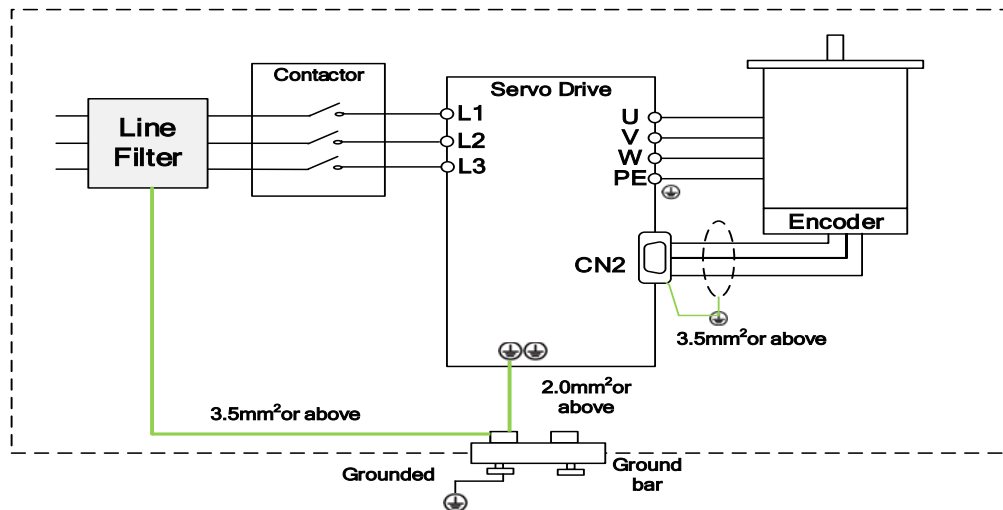 Contactor
Servo Drive
Line
Filter
L1
L2
L3
U
V
W
PE
Encoder
CN2
3.5mm²or above
2.0mm²or
above
3.5mm²or above
Grounded
Ground
bar